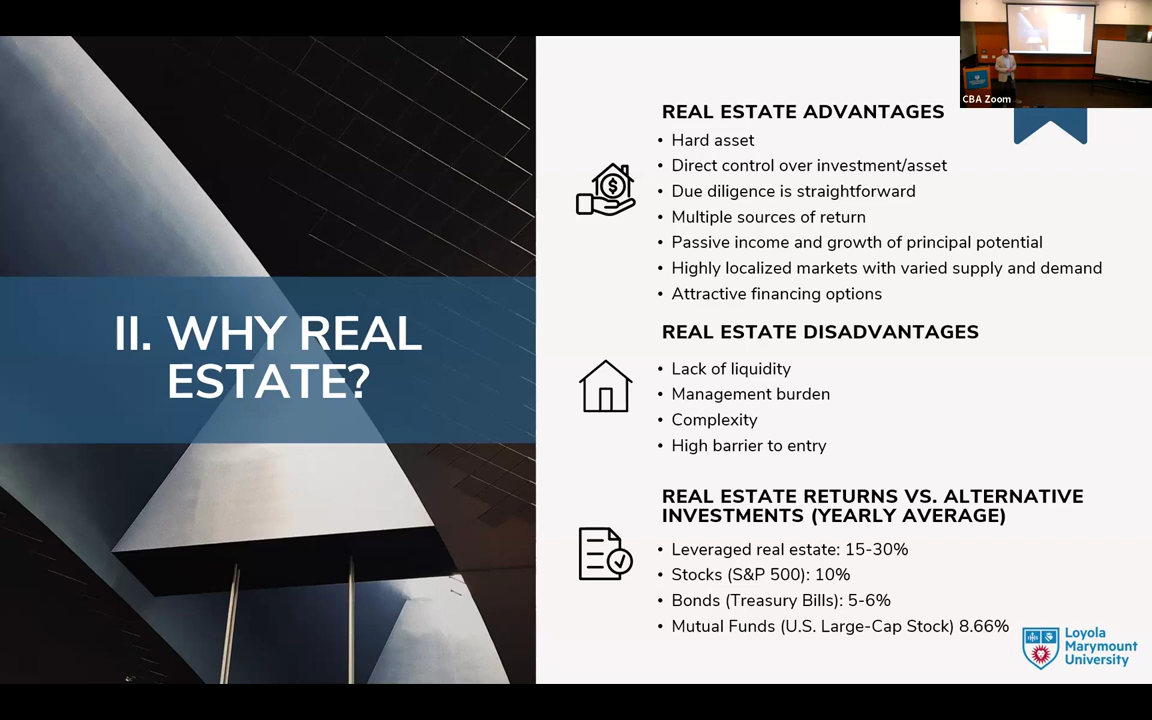 CBA Zoom
II. WHY REAL
ESTATE?
REAL ESTATE ADVANTAGES
• Hard asset
• Direct control over investment/asset
• Due diligence is straightforward
• Multiple sources of return
• Passive income and growth of principal potential
• Highly localized markets with varied supply and demand
• Attractive financing options
REAL ESTATE DISADVANTAGES
• Lack of liquidity
• Management burden
• Complexity
• High barrier to entry
REAL ESTATE RETURNS VS. ALTERNATIVE
INVESTMENTS (YEARLY AVERAGE)
• Leveraged real estate: 15-30%
• Stocks (S&P 500): 10%
• Bonds (Treasury Bills): 5-6%
• Mutual Funds (U.S. Large-Cap Stock) 8.66%
Loyola
Marymount
University